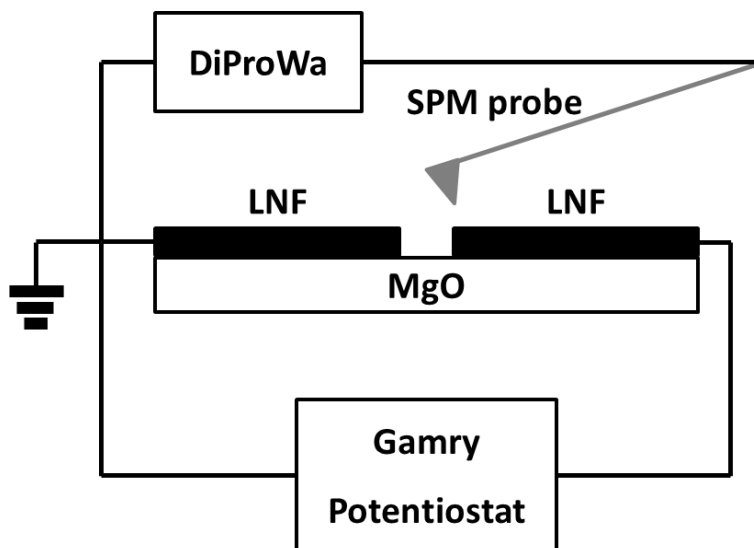 DiProWa
SPM probe
LNF
LNF
MgO
Gamry
Potentiostat